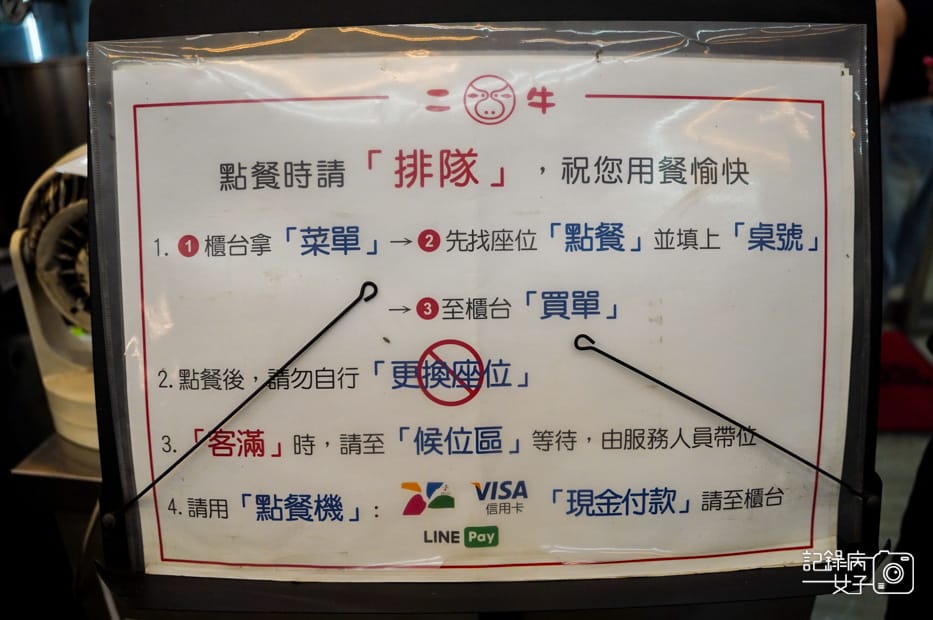 二 牛
點餐時請「排隊」，祝您用餐愉快
1. ❶櫃台拿「菜單」→❷先找座位「點餐」並填上「桌號」
→❸至櫃台「買單」
2. 點餐後，請勿自行「更換座位」
3.「客滿」時，請至「候位區」等待，由服務人員帶位
4. 請用「點餐機」： VISA 信用卡 「現金付款」請至櫃台
LINE Pay
記錄病
女子